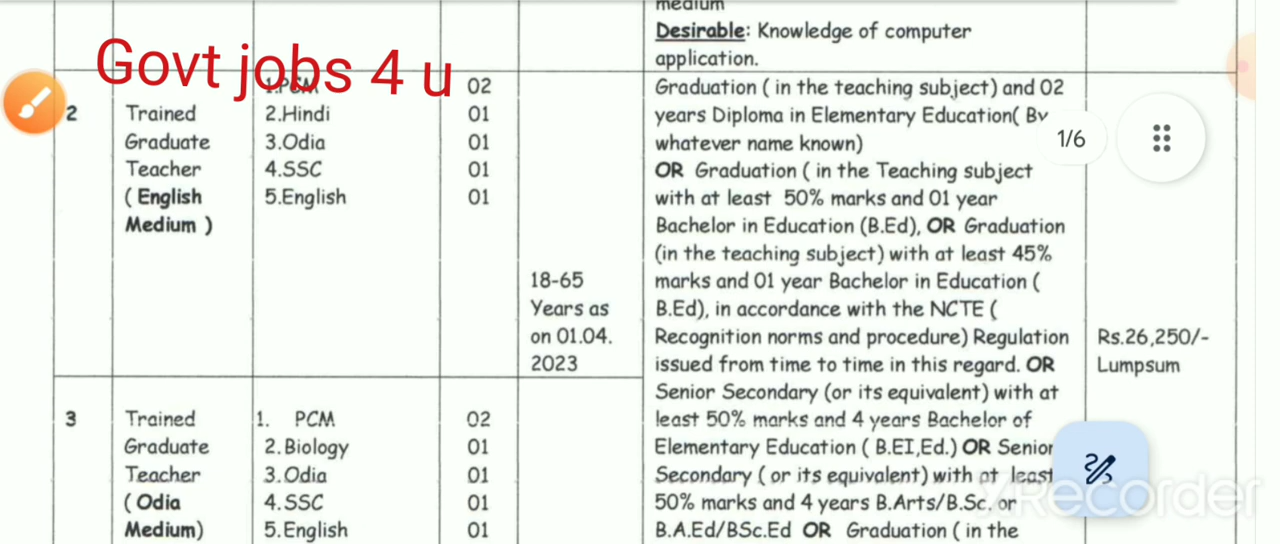 medium
Desirable: Knowledge of computer
application.
Govt jobs 4 u
2
Trained
Graduate
Teacher
( English
Medium )
1.PCM
2.Hindi
3.Odia
4.SSC
5.English
02
01
01
01
01
18-65
Years as
on 01.04.
2023
Graduation ( in the teaching subject) and 02
years Diploma in Elementary Education( By
whatever name known)
OR Graduation ( in the Teaching subject
with at least 50% marks and 01 year
Bachelor in Education (B.Ed), OR Graduation
(in the teaching subject) with at least 45%
marks and 01 year Bachelor in Education (
B.Ed), in accordance with the NCTE (
Recognition norms and procedure) Regulation
issued from time to time in this regard. OR
Senior Secondary (or its equivalent) with at
least 50% marks and 4 years Bachelor of
Elementary Education ( B.EI,Ed.) OR Senior
Secondary ( or its equivalent) with at least
50% marks and 4 years B.Arts/B.Sc. or
B.A.Ed/BSc.Ed OR Graduation ( in the
Rs.26,250/-
Lumpsum
3
Trained
Graduate
Teacher
( Odia
Medium)
1. PCM
2. Biology
3.Odia
4.SSC
5.English
02
01
01
01
01
1/6
XRecorder